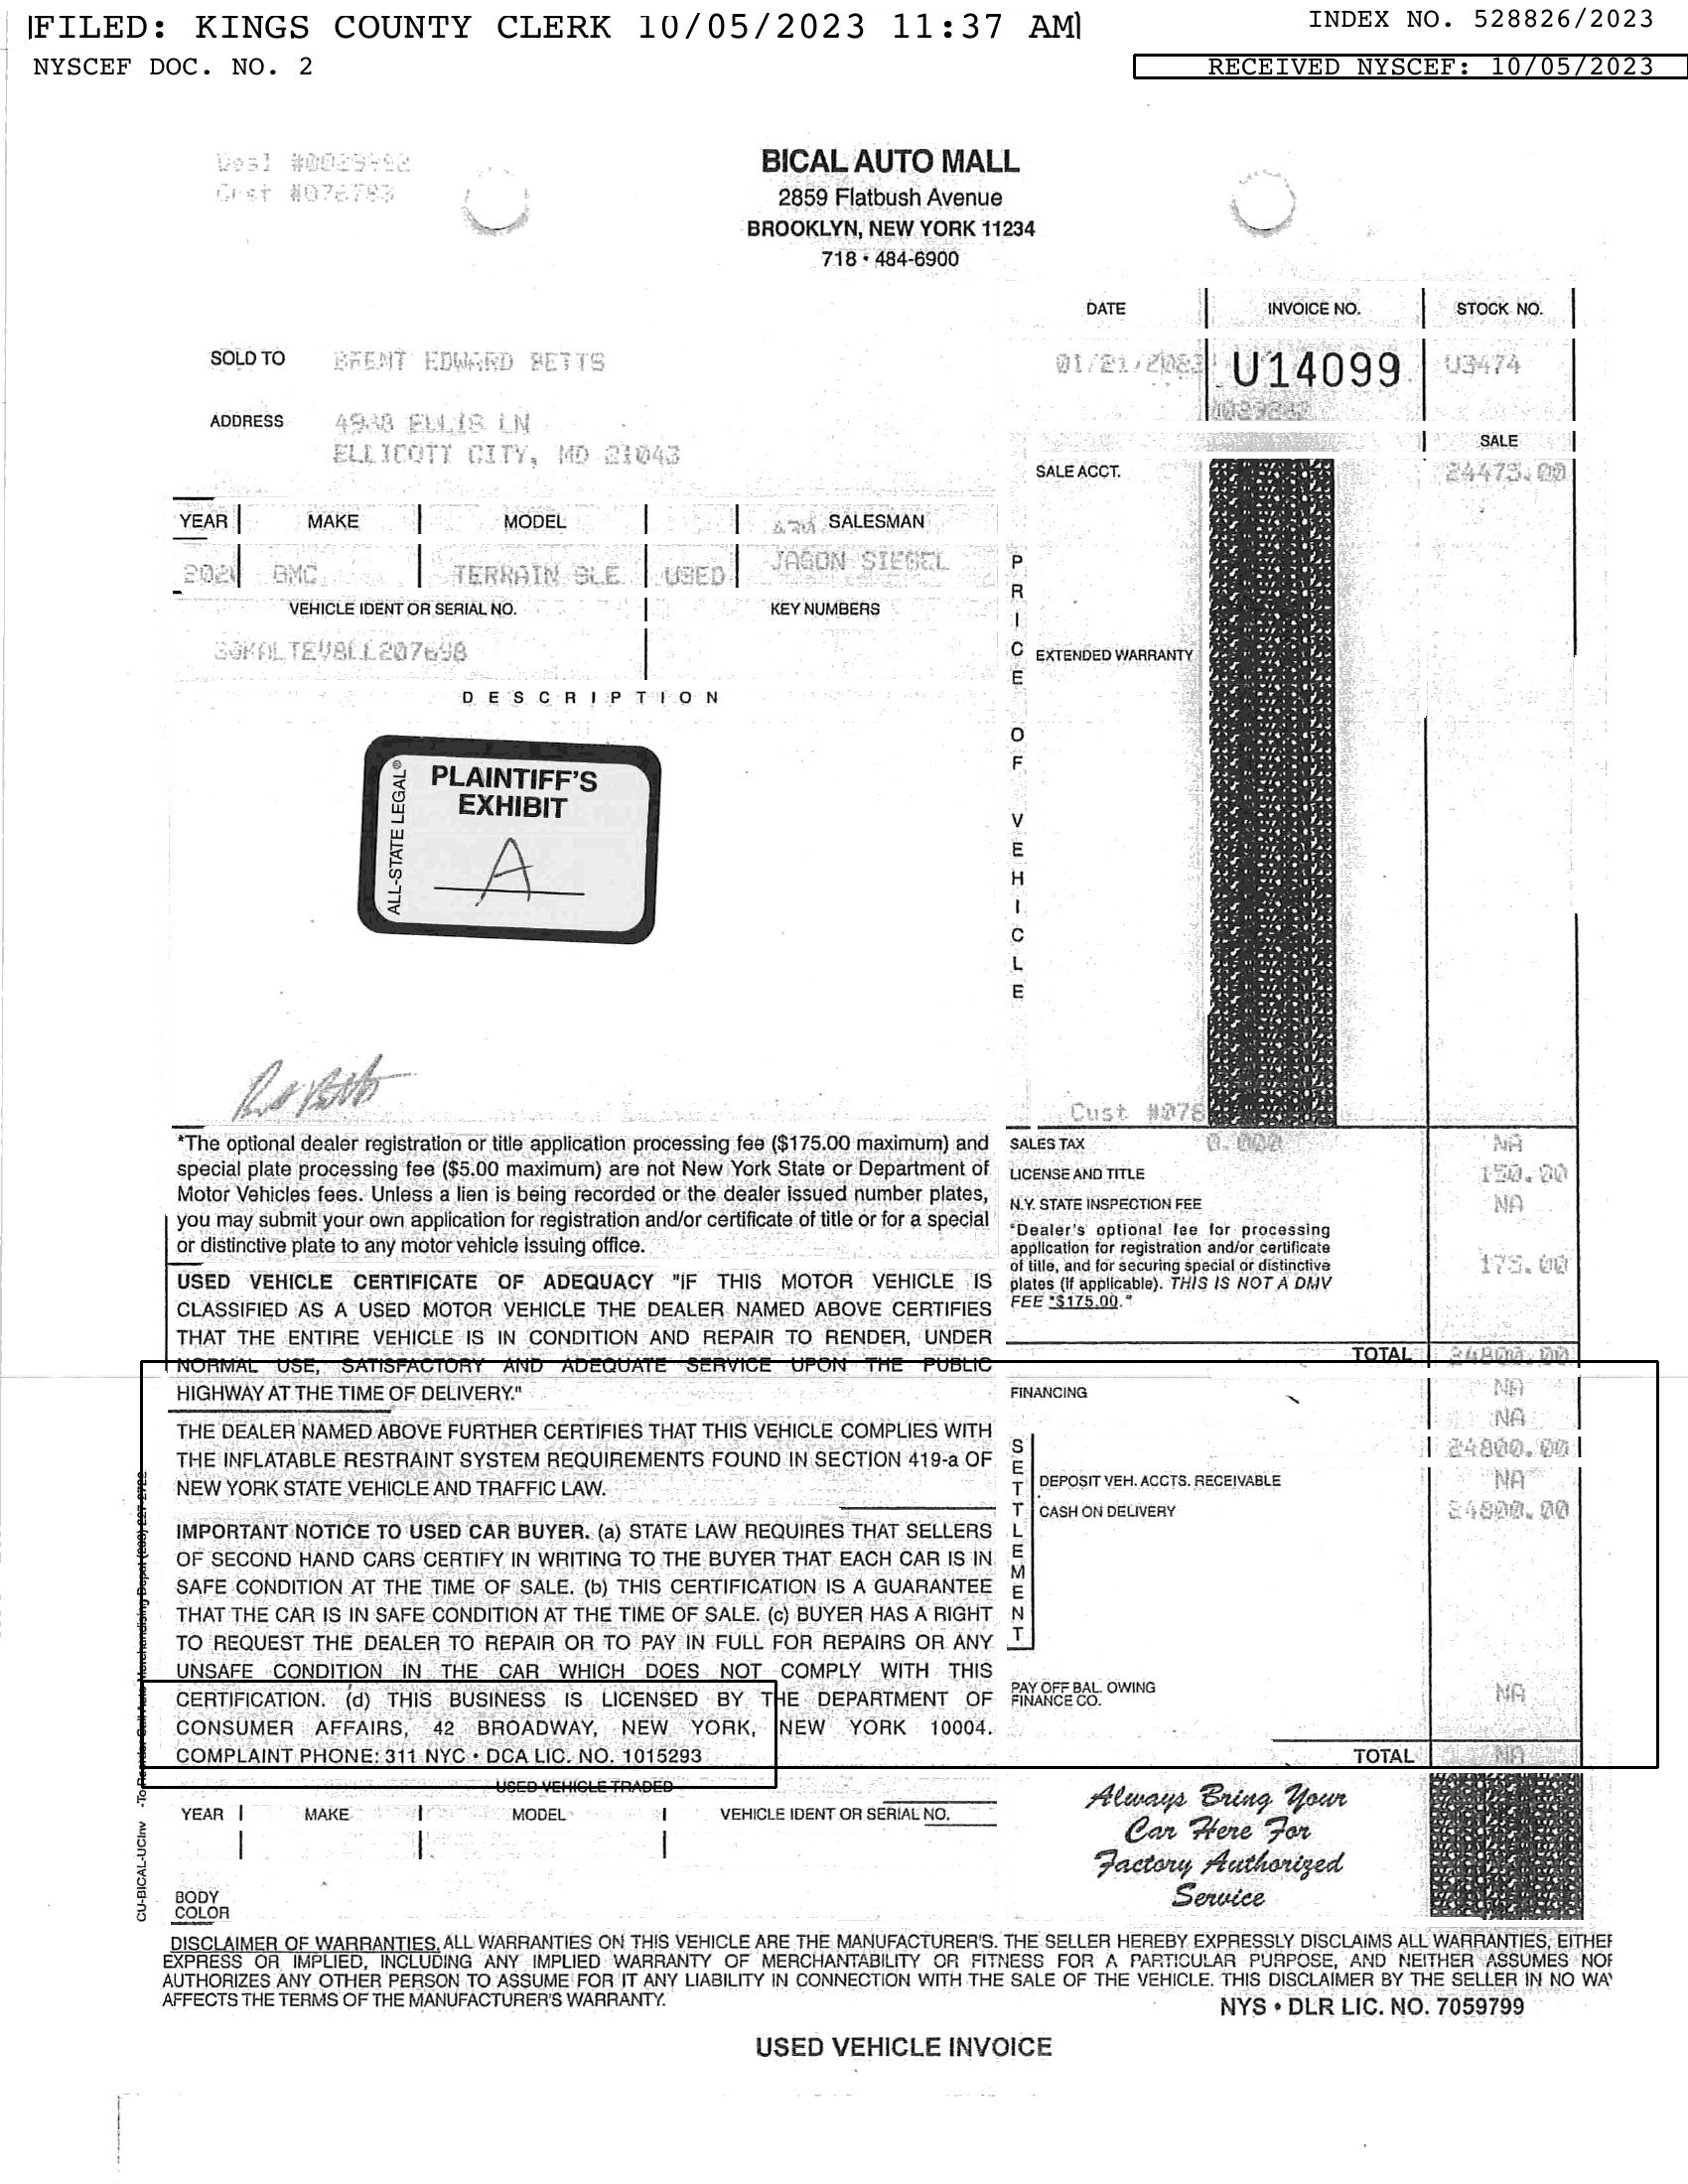 FILED: KINGS COUNTY CLERK 10/05/2023 11:37 AM
INDEX NO. 528826/2023
NYSCEF DOC. NO. 2
RECEIVED NYSCEF: 10/05/2023
BICAL AUTO MALL
2859 Flatbush Avenue
BROOKLYN, NEW YORK 11234
718 • 484-6900
DATE INVOICE NO. STOCK NO.
SOLD TO BRENT EDWARD BETTS
01/21/2023 U14099 U3474
ADDRESS ELLIS LN
ELLICOTT CITY, MD 21043
SALE
SALE ACCT. 24475.00
YEAR MAKE MODEL SALESMAN
GMC TERRAIN SLE USED JASON SIEGEL
VEHICLE IDENT OR SERIAL NO. KEY NUMBERS
EXTENDED WARRANTY
DESCRIPTION
PRICE OF VEHICLE
ALL-STATE LEGAL®
PLAINTIFF'S
EXHIBIT
A
Cust #078
*The optional dealer registration or title application processing fee ($175.00 maximum) and
special plate processing fee ($5.00 maximum) are not New York State or Department of
Motor Vehicles fees. Unless a lien is being recorded or the dealer issued number plates,
you may submit your own application for registration and/or certificate of title or for a special
or distinctive plate to any motor vehicle issuing office.
USED VEHICLE CERTIFICATE OF ADEQUACY "IF THIS MOTOR VEHICLE IS
CLASSIFIED AS A USED MOTOR VEHICLE THE DEALER NAMED ABOVE CERTIFIES
THAT THE ENTIRE VEHICLE IS IN CONDITION AND REPAIR TO RENDER, UNDER
NORMAL USE, SATISFACTORY AND ADEQUATE SERVICE UPON THE PUBLIC
HIGHWAY AT THE TIME OF DELIVERY."
THE DEALER NAMED ABOVE FURTHER CERTIFIES THAT THIS VEHICLE COMPLIES WITH
THE INFLATABLE RESTRAINT SYSTEM REQUIREMENTS FOUND IN SECTION 419-a OF
NEW YORK STATE VEHICLE AND TRAFFIC LAW.
IMPORTANT NOTICE TO USED CAR BUYER. (a) STATE LAW REQUIRES THAT SELLERS
OF SECOND HAND CARS CERTIFY IN WRITING TO THE BUYER THAT EACH CAR IS IN
SAFE CONDITION AT THE TIME OF SALE. (b) THIS CERTIFICATION IS A GUARANTEE
THAT THE CAR IS IN SAFE CONDITION AT THE TIME OF SALE. (c) BUYER HAS A RIGHT
TO REQUEST THE DEALER TO REPAIR OR TO PAY IN FULL FOR REPAIRS OR ANY
UNSAFE CONDITION IN THE CAR WHICH DOES NOT COMPLY WITH THIS
CERTIFICATION. (d) THIS BUSINESS IS LICENSED BY THE DEPARTMENT OF
CONSUMER AFFAIRS, 42 BROADWAY, NEW YORK, NEW YORK 10004.
COMPLAINT PHONE: 311 NYC • DCA LIC. NO. 1015293
SALES TAX 0.000 NA
LICENSE AND TITLE 150.00
N.Y. STATE INSPECTION FEE NA
"Dealer's optional fee for processing
application for registration and/or certificate
of title, and for securing special or distinctive
plates (if applicable). THIS IS NOT A DMV
FEE "$175.00."
175.00
TOTAL 24800.00
FINANCING NA
NA
24800.00
SETTLEMENT
DEPOSIT VEH. ACCTS. RECEIVABLE NA
CASH ON DELIVERY 24800.00
PAY OFF BAL. OWING
FINANCE CO. NA
TOTAL NA
USED VEHICLE TRADED
YEAR MAKE MODEL VEHICLE IDENT OR SERIAL NO.
BODY
COLOR
CU-BICAL-UCInv
Always Bring Your
Car Here For
Factory Authorized
Service
DISCLAIMER OF WARRANTIES. ALL WARRANTIES ON THIS VEHICLE ARE THE MANUFACTURER'S. THE SELLER HEREBY EXPRESSLY DISCLAIMS ALL WARRANTIES, EITHER
EXPRESS OR IMPLIED, INCLUDING ANY IMPLIED WARRANTY OF MERCHANTABILITY OR FITNESS FOR A PARTICULAR PURPOSE, AND NEITHER ASSUMES NOR
AUTHORIZES ANY OTHER PERSON TO ASSUME FOR IT ANY LIABILITY IN CONNECTION WITH THE SALE OF THE VEHICLE. THIS DISCLAIMER BY THE SELLER IN NO WAY
AFFECTS THE TERMS OF THE MANUFACTURER'S WARRANTY.
NYS • DLR LIC. NO. 7059799
USED VEHICLE INVOICE